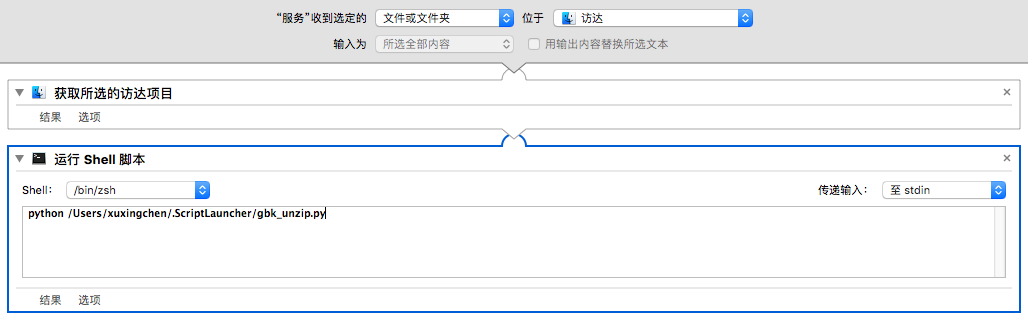 “服务”收到选定的 文件或文件夹 位于 访达
输入为 所选全部内容 用输出内容替换所选文本
获取所选的访达项目
结果 选项
运行 Shell 脚本
Shell: /bin/zsh 传递输入: 至 stdin
python /Users/xuxingchen/.ScriptLauncher/gbk_unzip.py
结果 选项